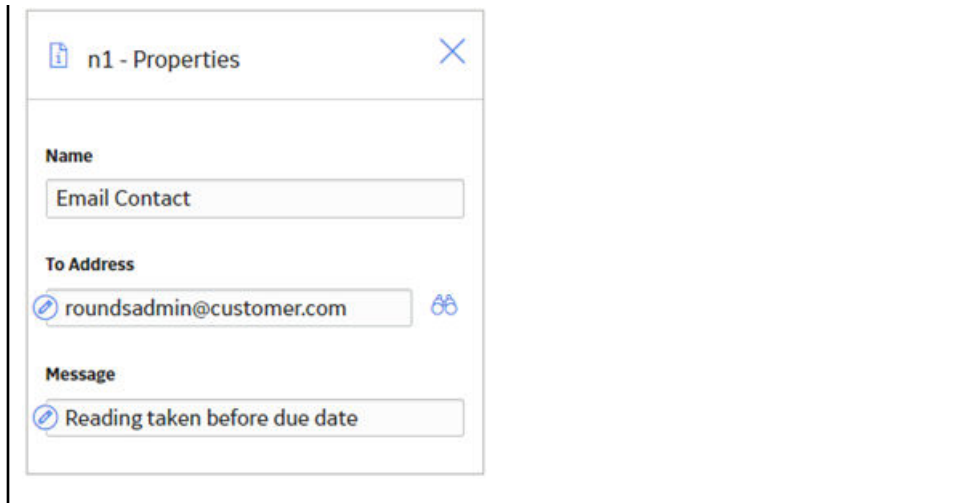 n1 - Properties
Name
Email Contact
To Address
roundsadmin@customer.com
Message
Reading taken before due date